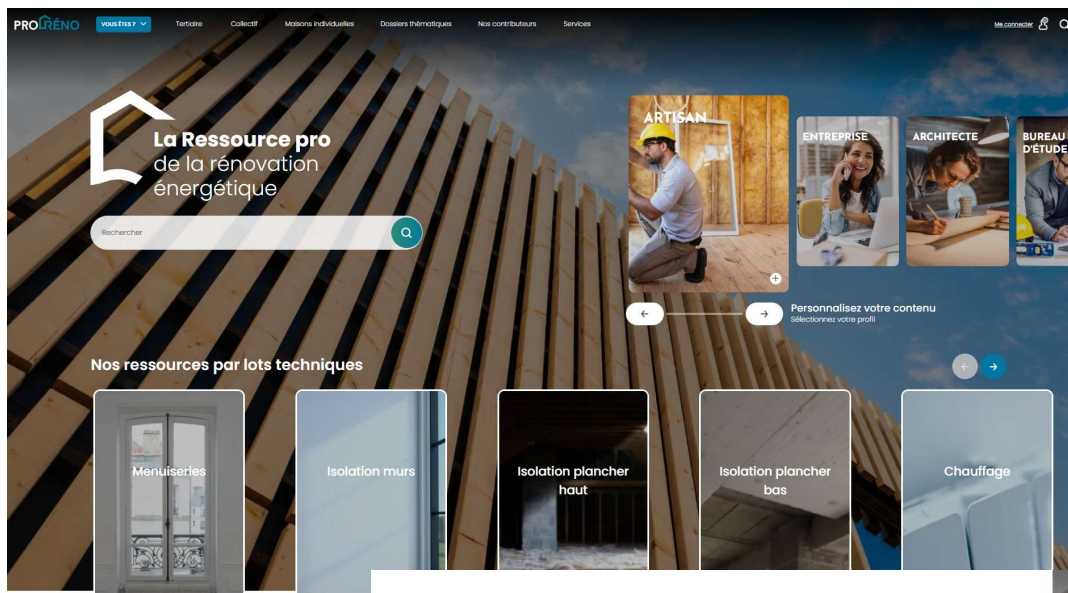 PRORÉNO
VOUS ÊTES ?
Tertiaire
Collectif
Maisons individuelles
Dossiers thématiques
Nos contributeurs
Services
Me connecter
La Ressource pro
de la rénovation
énergétique
Rechercher
ARTISAN
ENTREPRISE
ARCHITECTE
BUREAU
D'ÉTUDE
Personnalisez votre contenu
Sélectionnez votre profil
Nos ressources par lots techniques
Menuiseries
Isolation murs
Isolation plancher
haut
Isolation plancher
bas
Chauffage